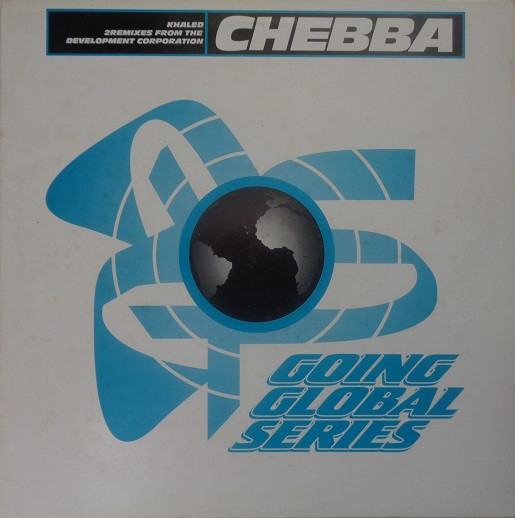 KHALED
2REMIXES FROM THE
DEVELOPMENT CORPORATION
CHEBBA
GOING
GLOBAL
SERIES